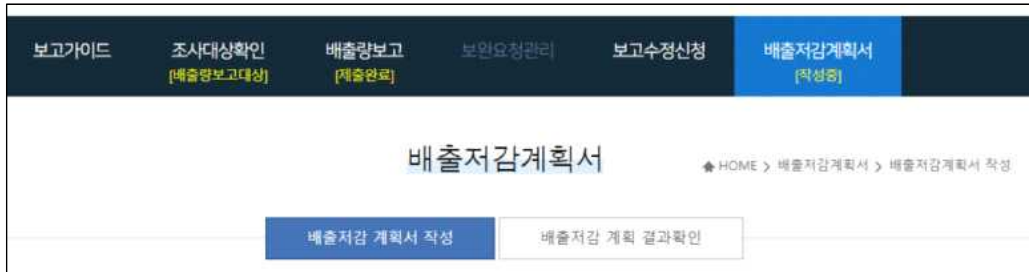 보고가이드 조사대상확인 배출량보고 보완요청관리 보고수정신청 배출저감계획서
[배출량보고대상] [제출완료] [작성중]
배출저감계획서
HOME > 배출저감계획서 > 배출저감계획서 작성
배출저감 계획서 작성 배출저감 계획 결과확인